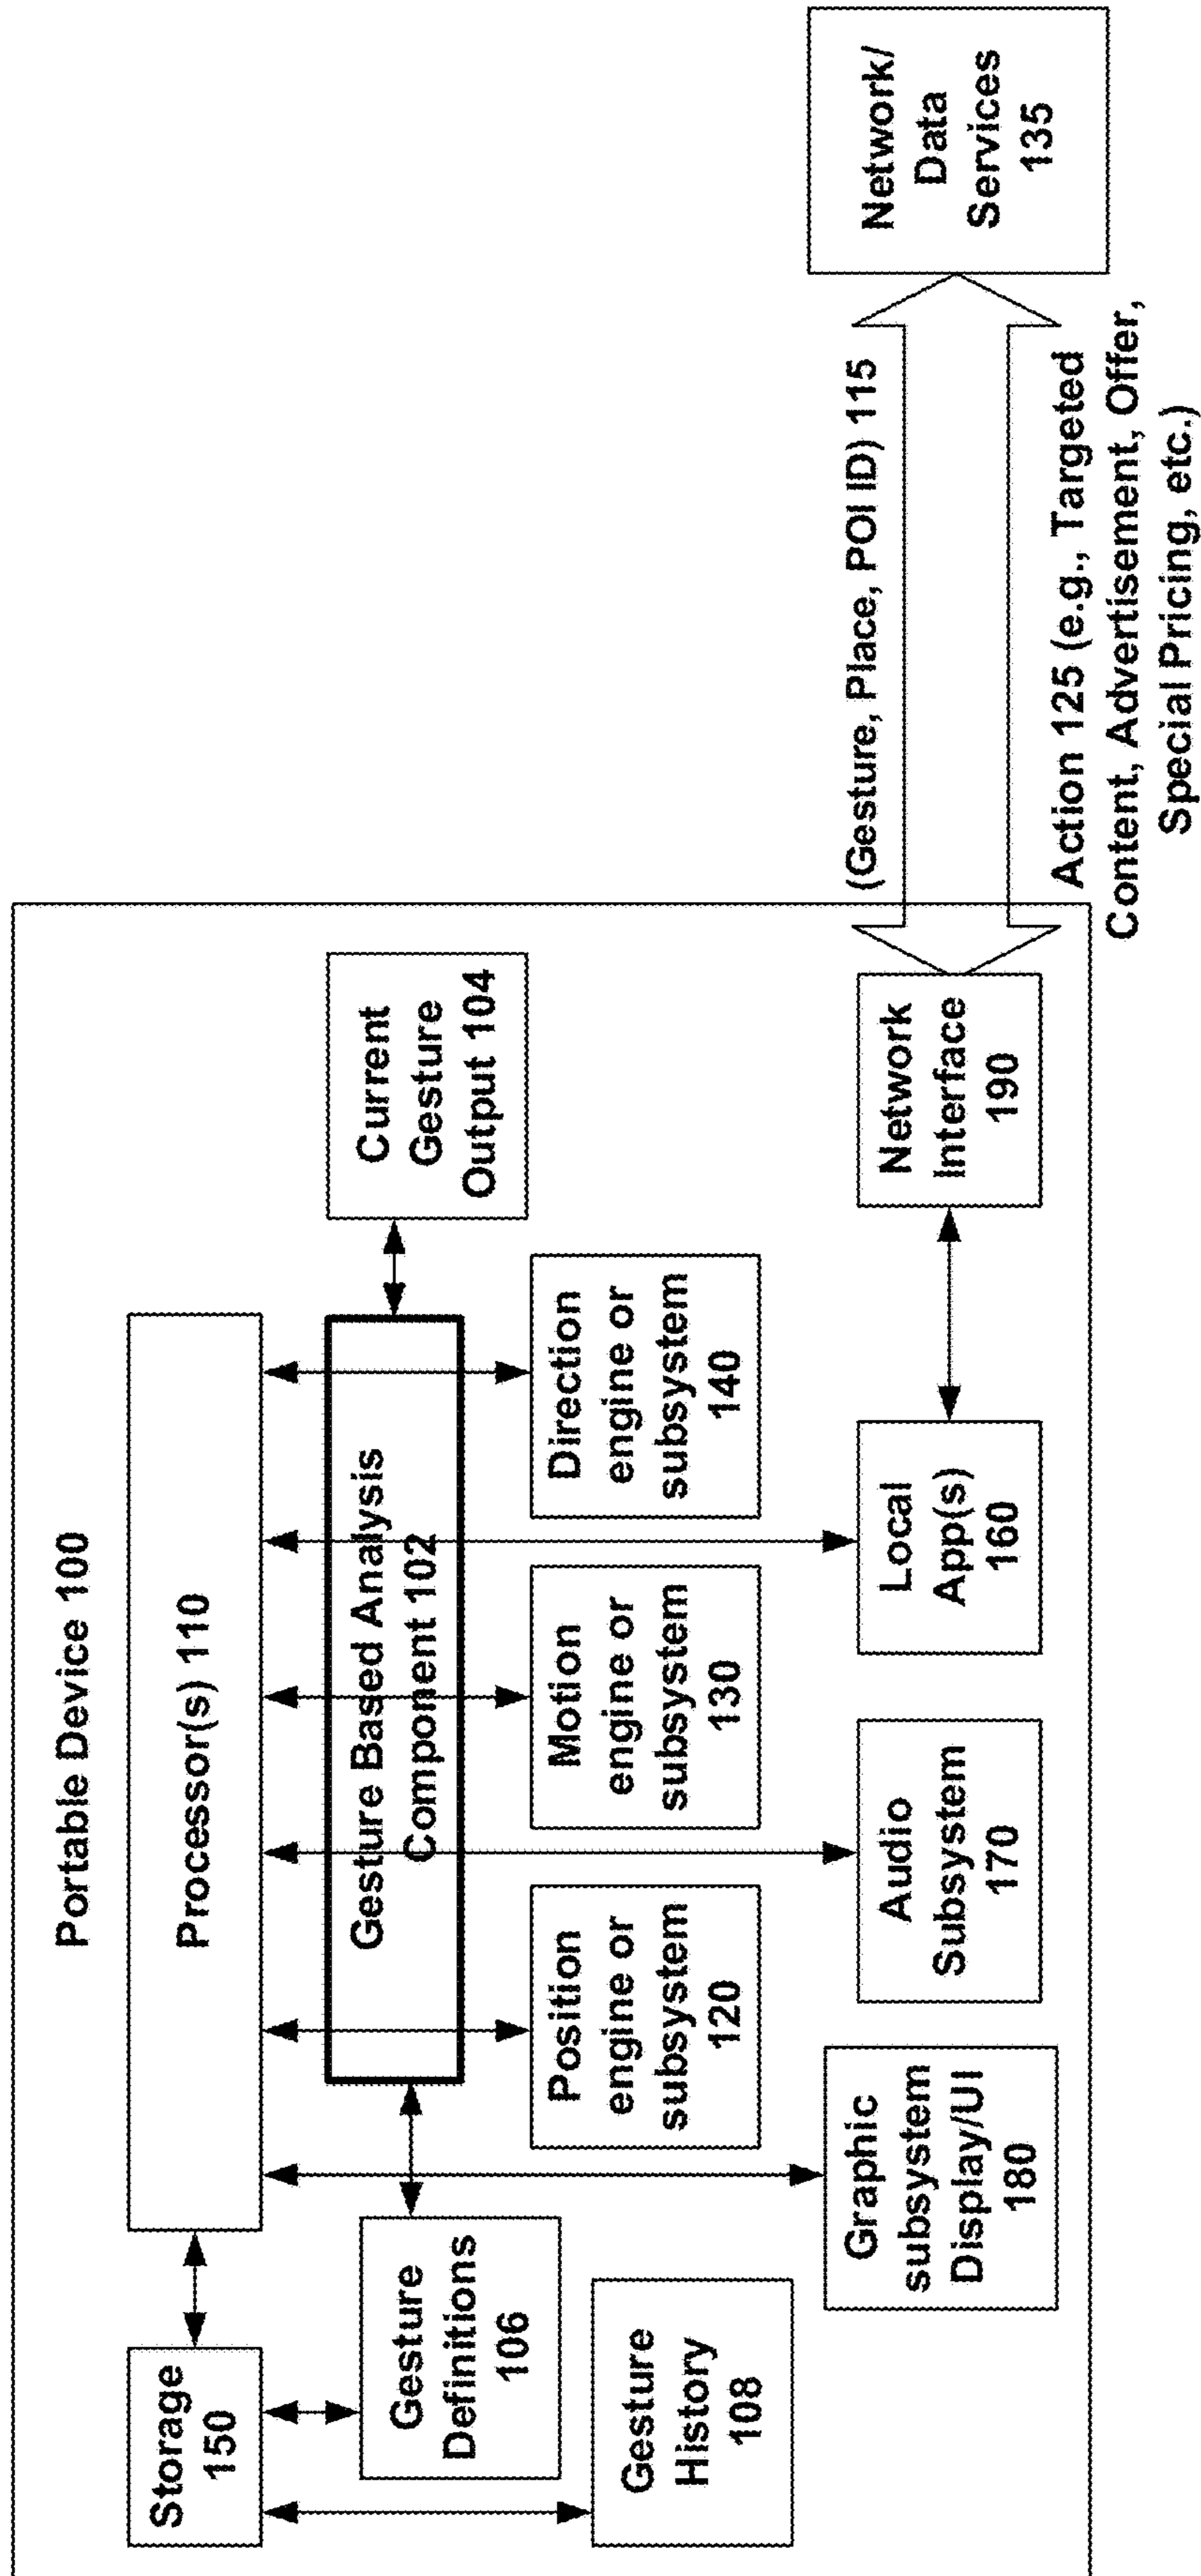 Portable Device 100
Storage
150
Processor(s) 110
Gesture
Definitions
106
Gesture Based Analysis
Component 102
Current
Gesture
Output 104
Gesture
History
108
Position
engine or
subsystem
120
Motion
engine or
subsystem
130
Direction
engine or
subsystem
140
Graphic
subsystem
Display/UI
180
Audio
Subsystem
170
Local
App(s)
160
Network
Interface
190
(Gesture, Place, POI ID) 115
Action 125 (e.g., Targeted
Content, Advertisement, Offer,
Special Pricing, etc.)
Network/
Data
Services
135